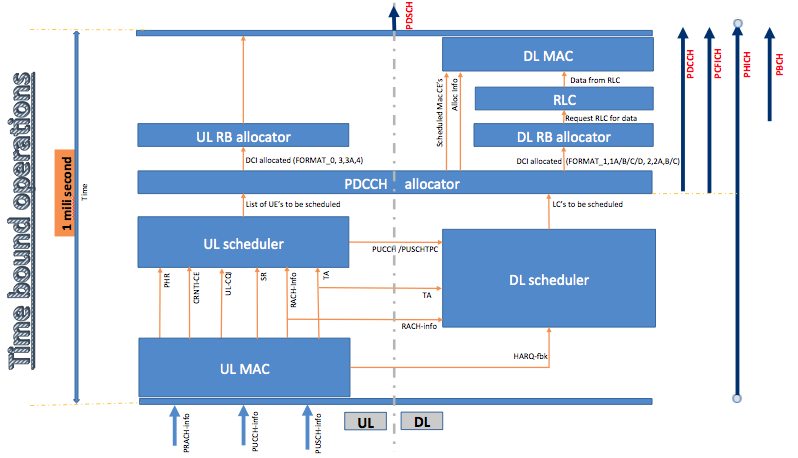 PDSCH
DL MAC
Data from RLC
Scheduled Mac CE's
Alloc Info
RLC
Request RLC for data
UL RB allocator
DL RB allocator
DCI allocated (FORMAT_0, 3,3A,4)
DCI allocated (FORMAT_1,1A/B/C/D, 2,2A,B/C)
PDCCH allocator
List of UE's to be scheduled
LC's to be scheduled
UL scheduler
PUCCH /PUSCHTPC
DL scheduler
PHR
CRNTI-CE
UL-CQI
SR
RACH-Info
TA
TA
RACH-info
UL MAC
HARQ-fbk
PRACH-info
PUCCH-info
PUSCH-info
UL
DL
Time bound operations
1 mili second
Time
PDCCH
PCFICH
PHICH
PBCH